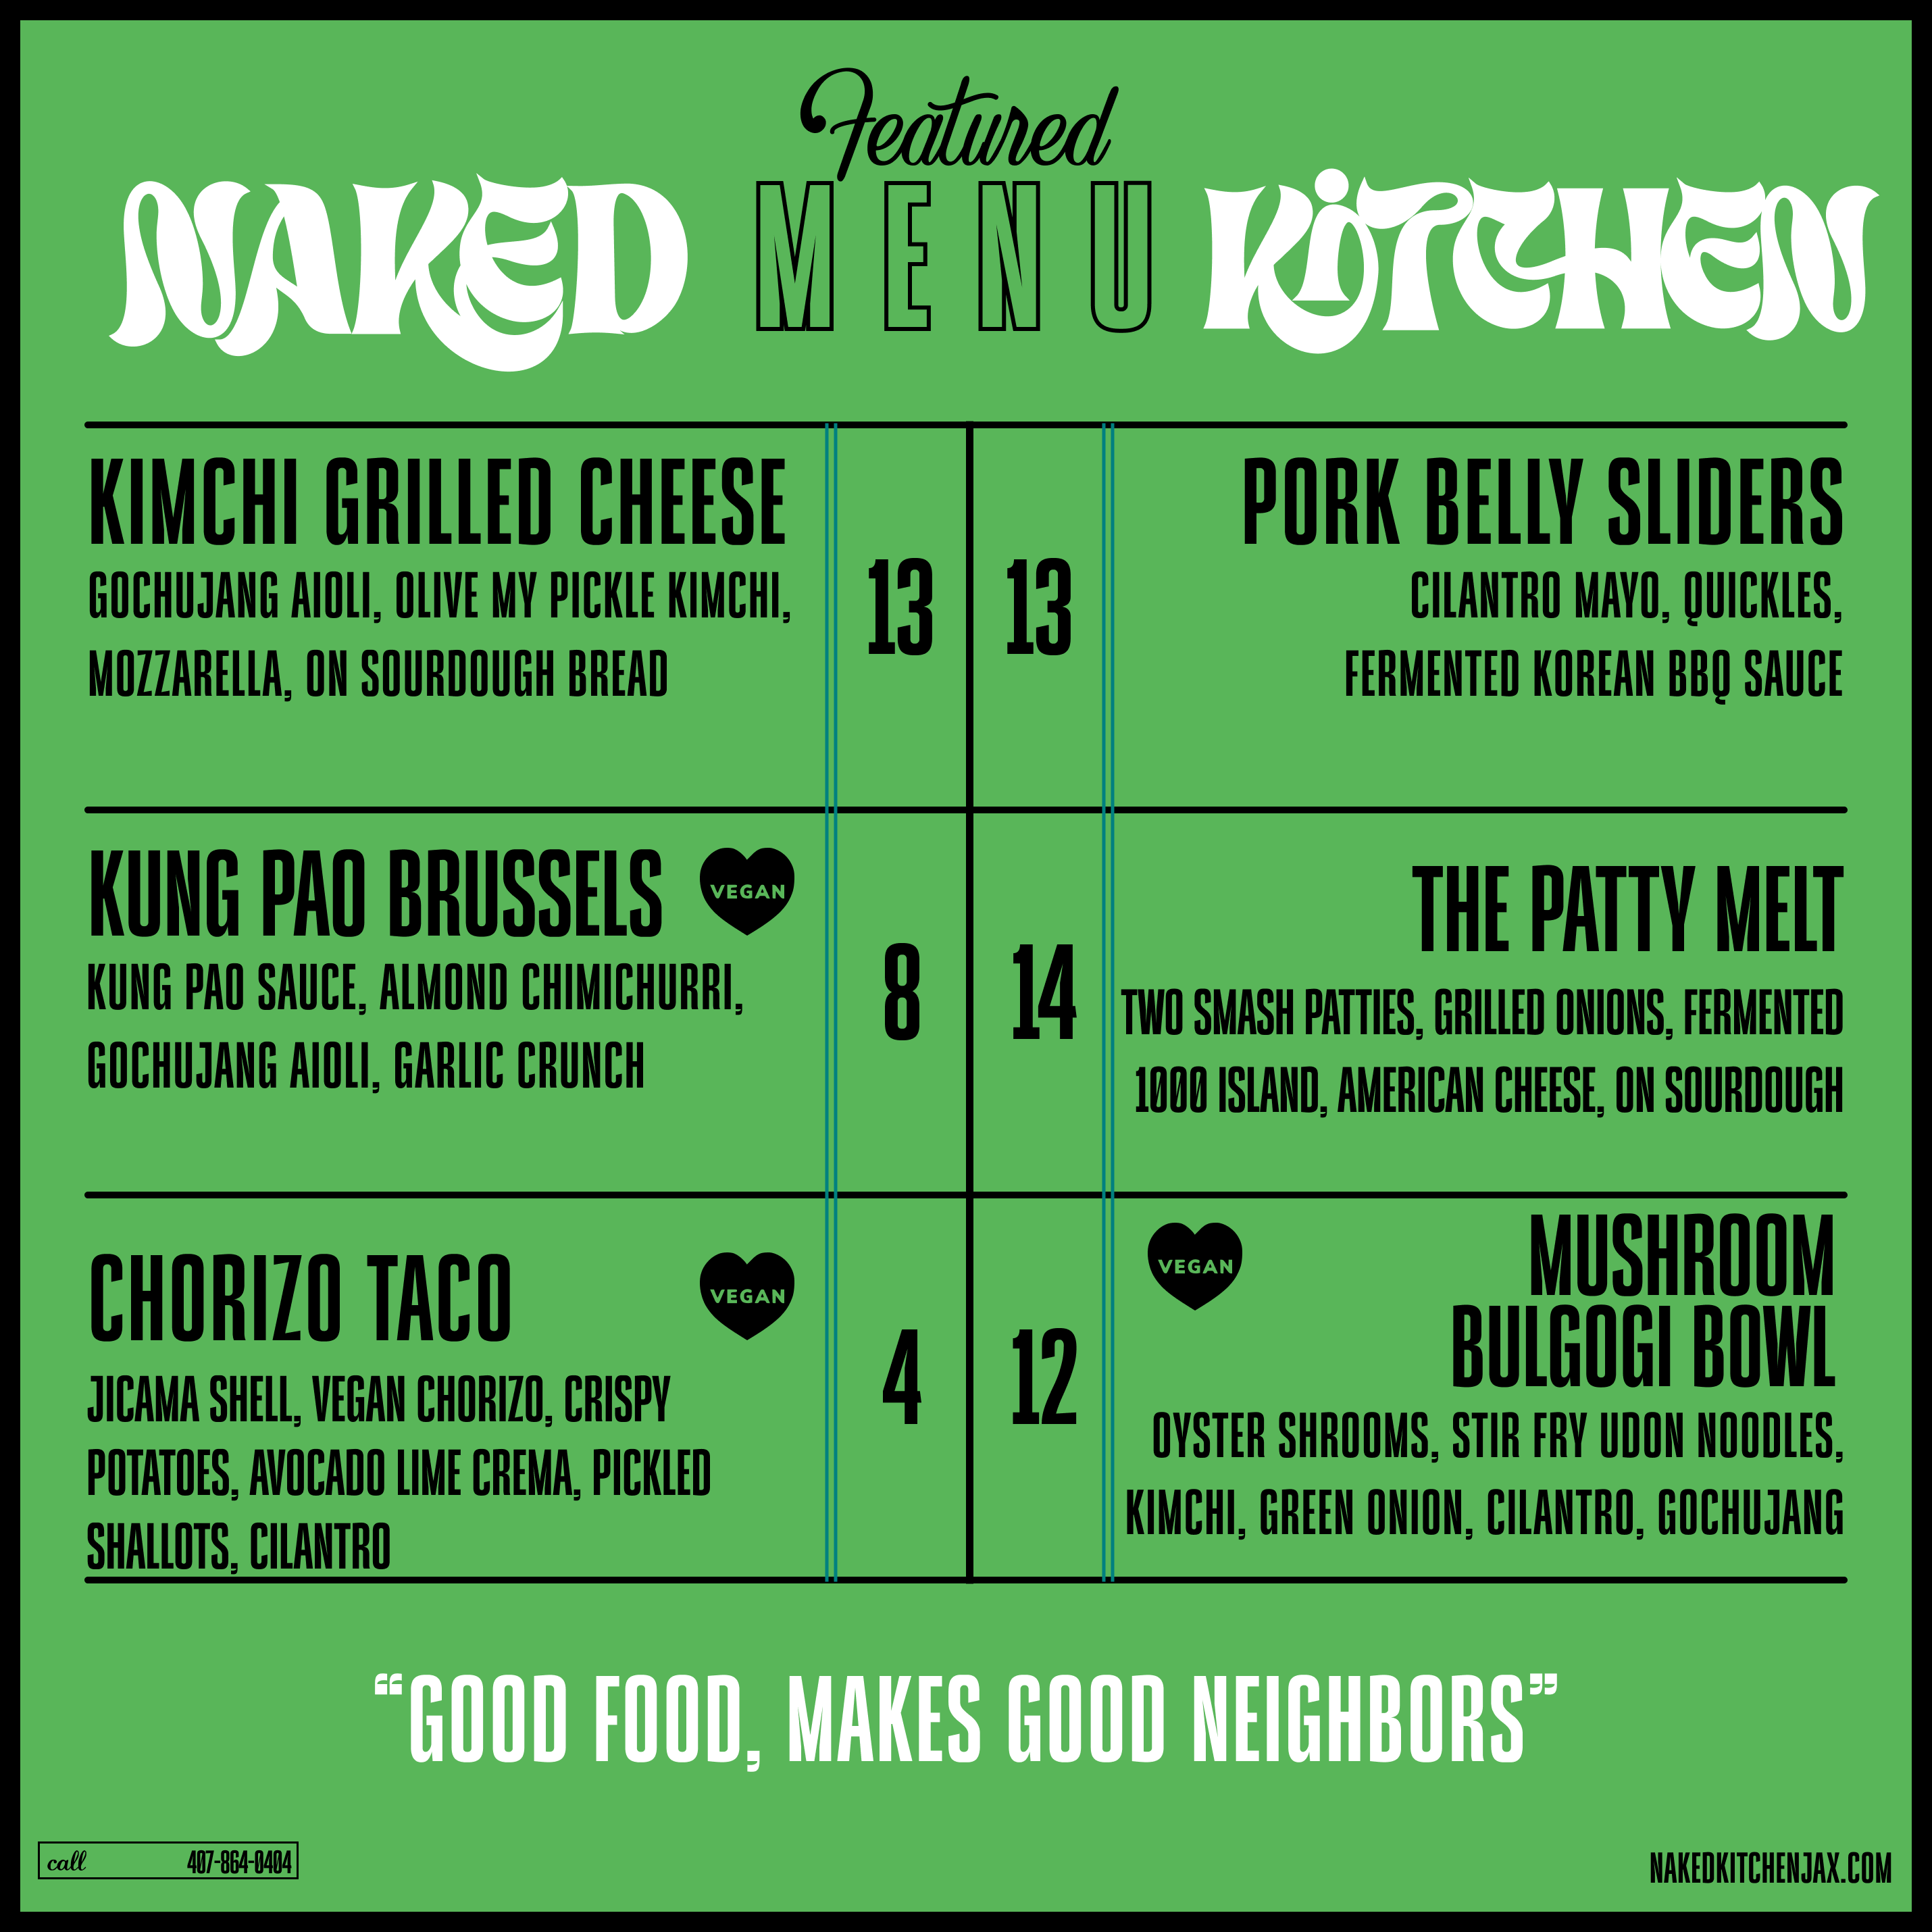 Featured
NAKED MENU KiTCHEN
KIMCHI GRILLED CHEESE
GOCHUJANG AIOLI, OLIVE MY PICKLE KIMCHI,
MOZZARELLA, ON SOURDOUGH BREAD
13
13
PORK BELLY SLIDERS
CILANTRO MAYO, QUICKLES,
FERMENTED KOREAN BBQ SAUCE
KUNG PAO BRUSSELS
VEGAN
KUNG PAO SAUCE, ALMOND CHIMICHURRI,
GOCHUJANG AIOLI, GARLIC CRUNCH
8
14
THE PATTY MELT
TWO SMASH PATTIES, GRILLED ONIONS, FERMENTED
1000 ISLAND, AMERICAN CHEESE, ON SOURDOUGH
CHORIZO TACO
VEGAN
JICAMA SHELL, VEGAN CHORIZO, CRISPY
POTATOES, AVOCADO LIME CREMA, PICKLED
SHALLOTS, CILANTRO
4
12
VEGAN
MUSHROOM
BULGOGI BOWL
OYSTER SHROOMS, STIR FRY UDON NOODLES,
KIMCHI, GREEN ONION, CILANTRO, GOCHUJANG
“GOOD FOOD, MAKES GOOD NEIGHBORS”
call 407-864-0404
NAKEDKITCHENJAX.COM